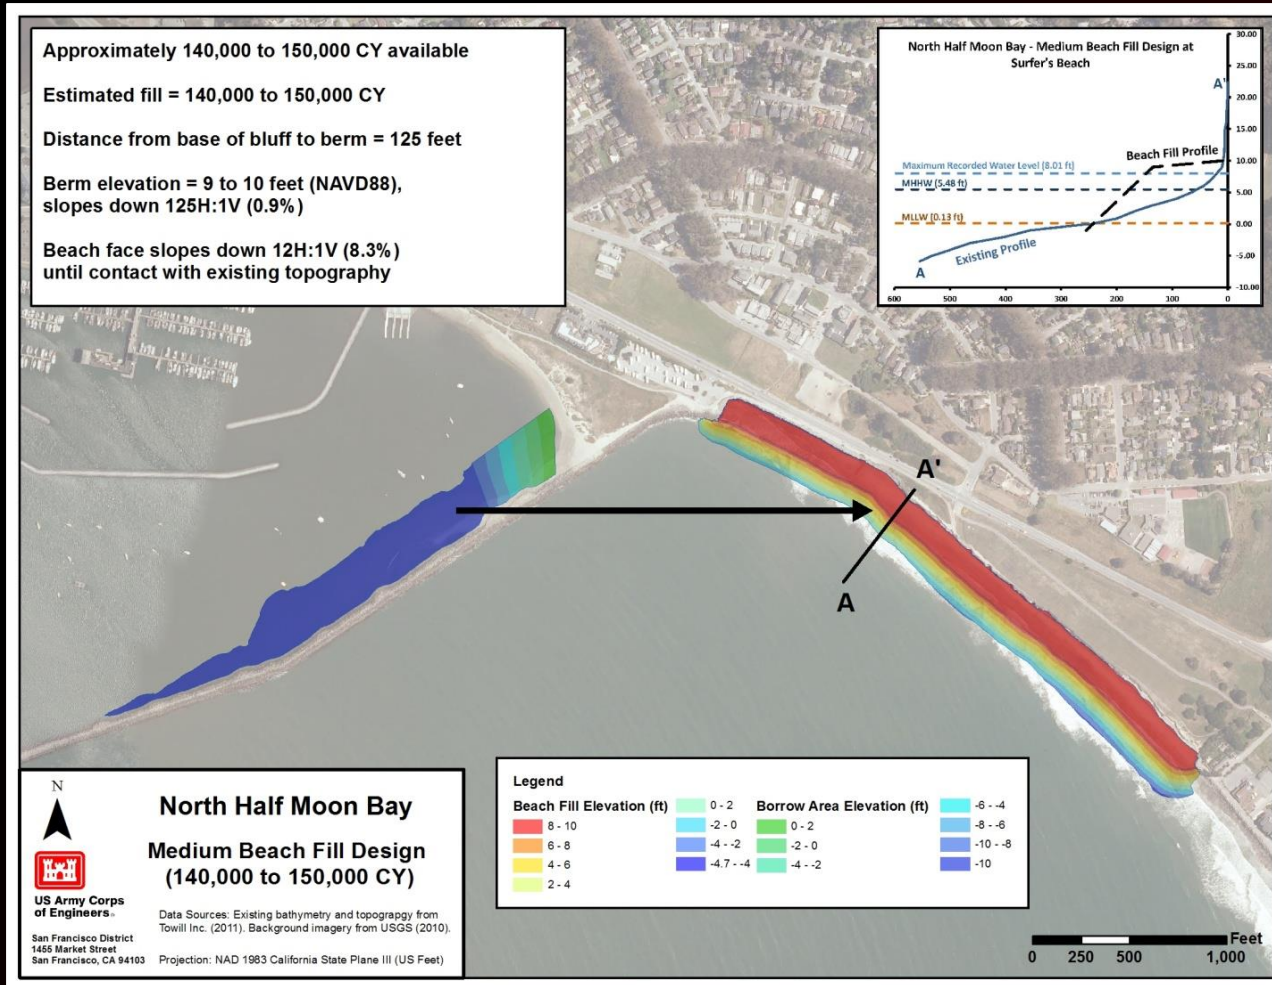 Approximately 140,000 to 150,000 CY available
Estimated fill = 140,000 to 150,000 CY
Distance from base of bluff to berm = 125 feet
Berm elevation = 9 to 10 feet (NAVD88),
slopes down 125H:1V (0.9%)
Beach face slopes down 12H:1V (8.3%)
until contact with existing topography
North Half Moon Bay - Medium Beach Fill Design at
Surfer's Beach
30.00
25.00
20.00
15.00
10.00
5.00
0.00
-5.00
-10.00
A'
Beach Fill Profile
Maximum Recorded Water Level (8.01 ft)
MHHW (5.48 ft)
MLLW (0.13 ft)
Existing Profile
A
600
500
400
300
200
100
0
A'
A
N
US Army Corps
of Engineers®
San Francisco District
1455 Market Street
San Francisco, CA 94103
North Half Moon Bay
Medium Beach Fill Design
(140,000 to 150,000 CY)
Data Sources: Existing bathymetry and topograpgy from
Towill Inc. (2011). Background imagery from USGS (2010).
Projection: NAD 1983 California State Plane III (US Feet)
Legend
Beach Fill Elevation (ft)
8 - 10
6 - 8
4 - 6
2 - 4
0 - 2
-2 - 0
-4 - -2
-4.7 - -4
Borrow Area Elevation (ft)
0 - 2
-2 - 0
-4 - -2
-6 - -4
-8 - -6
-10 - -8
-10
Feet
0 250 500 1,000